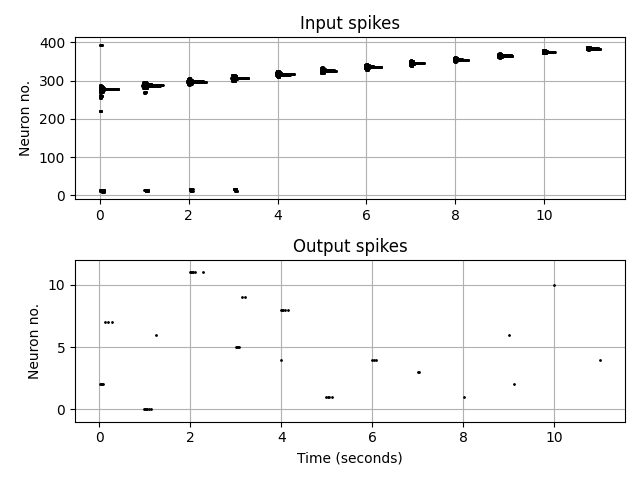 Input spikes
400
300
200
100
0
Neuron no.
0 2 4 6 8 10
Output spikes
10
5
0
Neuron no.
0 2 4 6 8 10
Time (seconds)